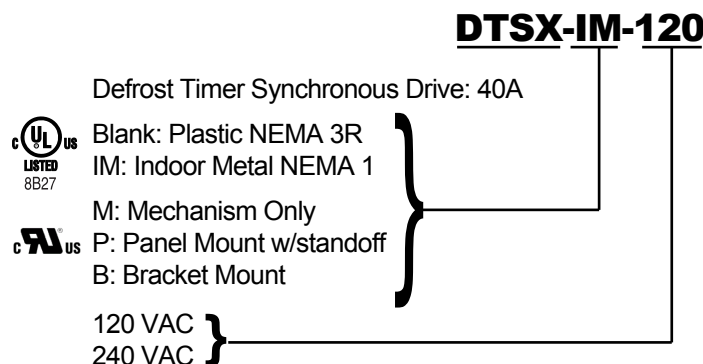 DTSX-IM-120
Defrost Timer Synchronous Drive: 40A
c UL us
LISTED
8B27
Blank: Plastic NEMA 3R
IM: Indoor Metal NEMA 1
M: Mechanism Only
c RU us
P: Panel Mount w/standoff
B: Bracket Mount
120 VAC
240 VAC